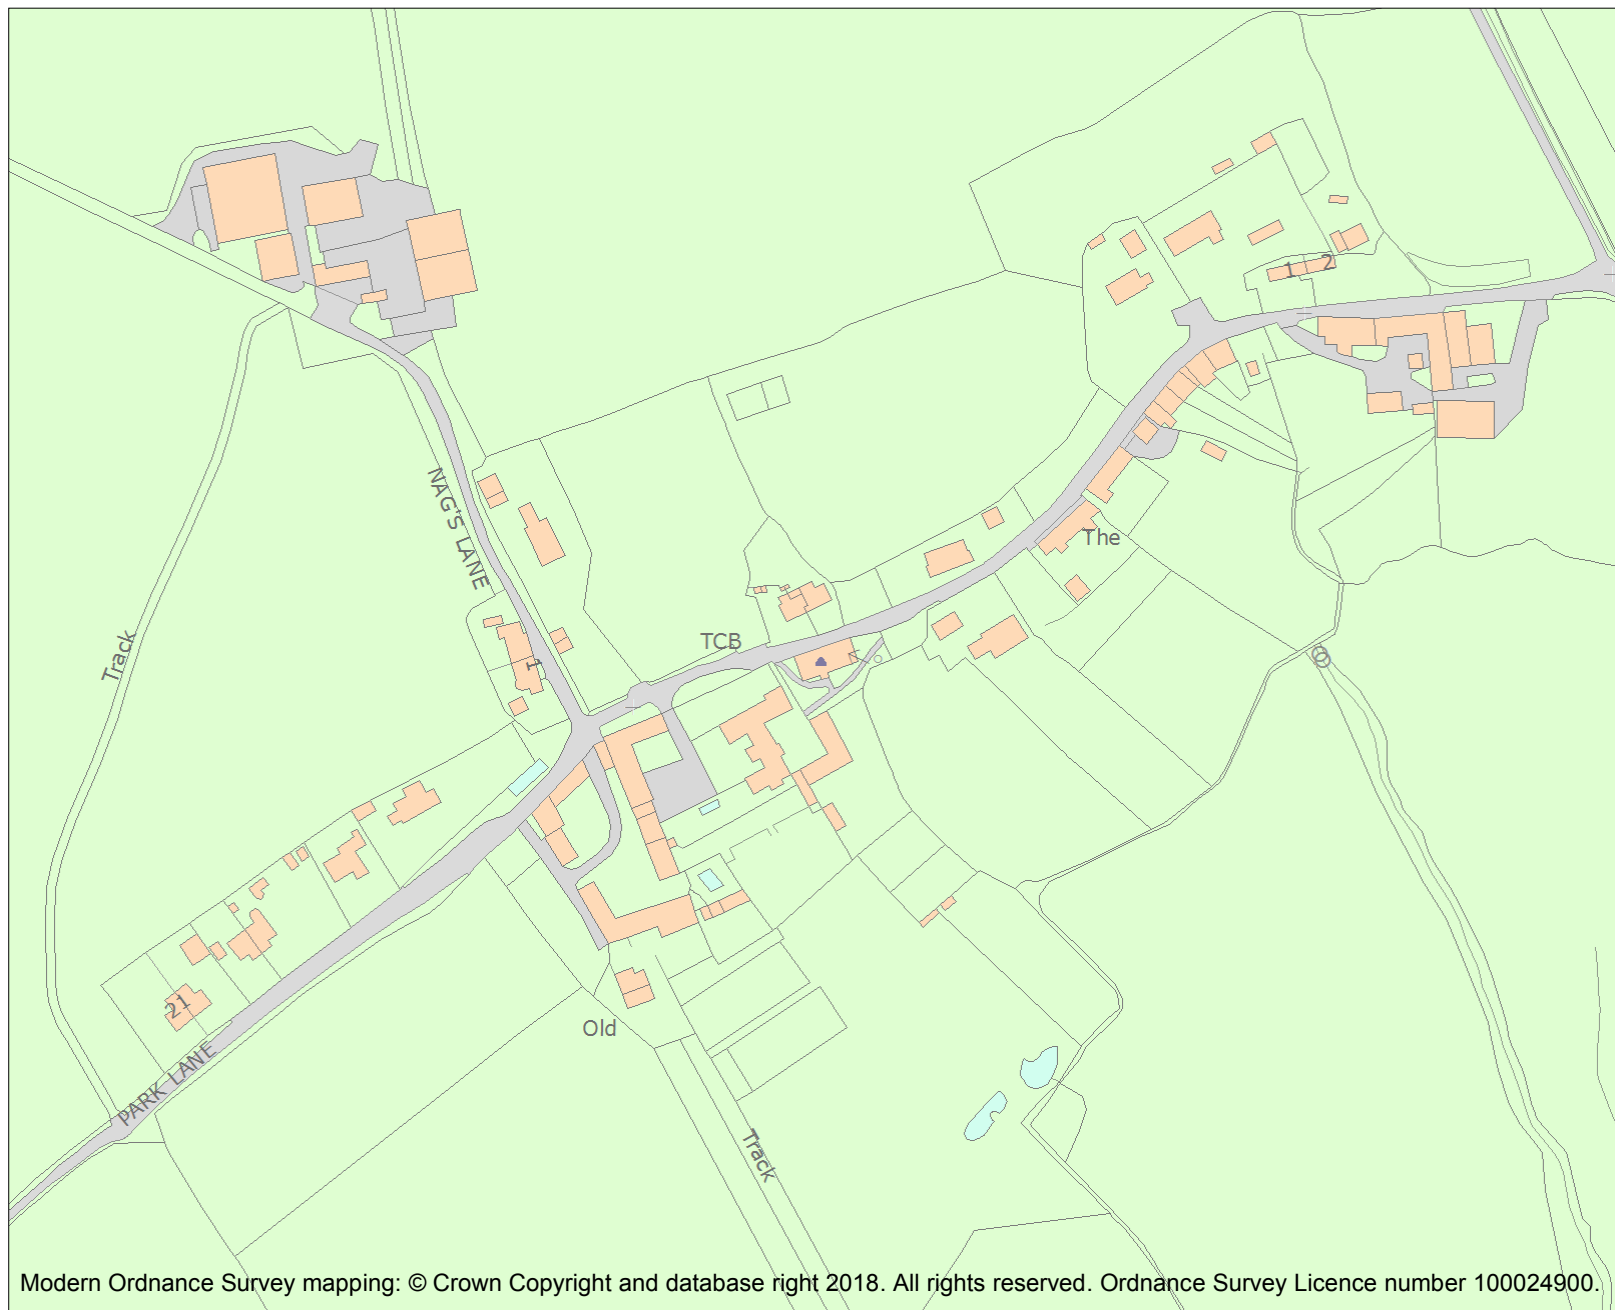 1
2
NAG'S LANE
The
Track
TCB
1
21
Old
PARK LANE
Track
Modern Ordnance Survey mapping: © Crown Copyright and database right 2018. All rights reserved. Ordnance Survey Licence number 100024900.